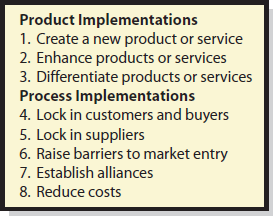 Product Implementations
1. Create a new product or service
2. Enhance products or services
3. Differentiate products or services
Process Implementations
4. Lock in customers and buyers
5. Lock in suppliers
6. Raise barriers to market entry
7. Establish alliances
8. Reduce costs